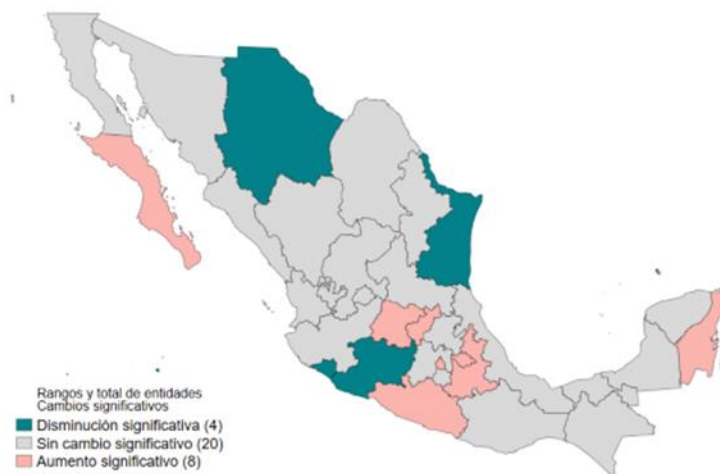 Rangos y total de entidades
Cambios significativos
Disminución significativa (4)
Sin cambio significativo (20)
Aumento significativo (8)